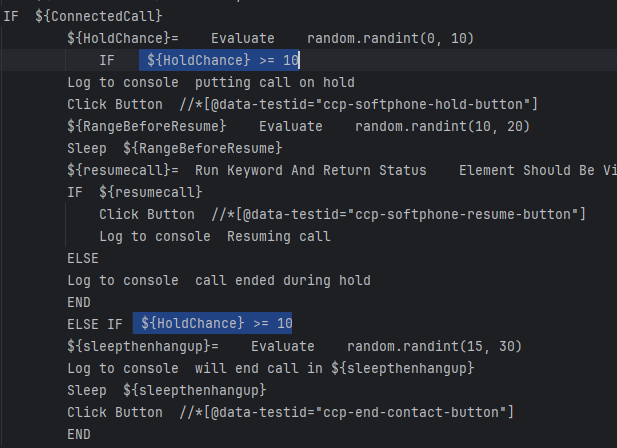 IF  ${ConnectedCall}
${HoldChance}=    Evaluate    random.randint(0, 10)
IF    ${HoldChance} >= 10
Log to console  putting call on hold
Click Button  //*[@data-testid="ccp-softphone-hold-button"]
${RangeBeforeResume}    Evaluate    random.randint(10, 20)
Sleep  ${RangeBeforeResume}
${resumecall}=  Run Keyword And Return Status    Element Should Be
IF  ${resumecall}
Click Button  //*[@data-testid="ccp-softphone-resume-button"]
Log to console  Resuming call
ELSE
Log to console  call ended during hold
END
ELSE IF  ${HoldChance} >= 10
${sleepthenhangup}=    Evaluate    random.randint(15, 30)
Log to console  will end call in ${sleepthenhangup}
Sleep  ${sleepthenhangup}
Click Button  //*[@data-testid="ccp-end-contact-button"]
END